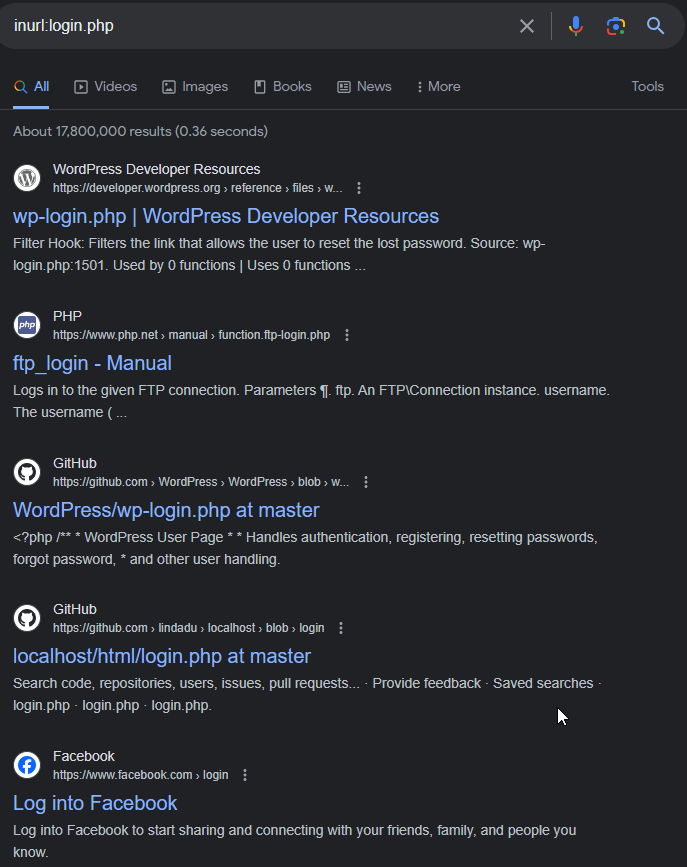 inurl:login.php
All Videos Images Books News More Tools
About 17,800,000 results (0.36 seconds)
WordPress Developer Resources
https://developer.wordpress.org › reference › files › w...
wp-login.php | WordPress Developer Resources
Filter Hook: Filters the link that allows the user to reset the lost password. Source: wp-
login.php:1501. Used by 0 functions | Uses 0 functions ...
php
PHP
https://www.php.net › manual › function.ftp-login.php
ftp_login - Manual
Logs in to the given FTP connection. Parameters ¶. ftp. An FTP\Connection instance. username.
The username ( ...
GitHub
https://github.com › WordPress › WordPress › blob › w...
WordPress/wp-login.php at master
<?php /** * WordPress User Page * * Handles authentication, registering, resetting passwords,
forgot password, * and other user handling.
GitHub
https://github.com › lindadu › localhost › blob › login
localhost/html/login.php at master
Search code, repositories, users, issues, pull requests... · Provide feedback · Saved searches ·
login.php · login.php · login.php.
Facebook
https://www.facebook.com › login
Log into Facebook
Log into Facebook to start sharing and connecting with your friends, family, and people you
know.